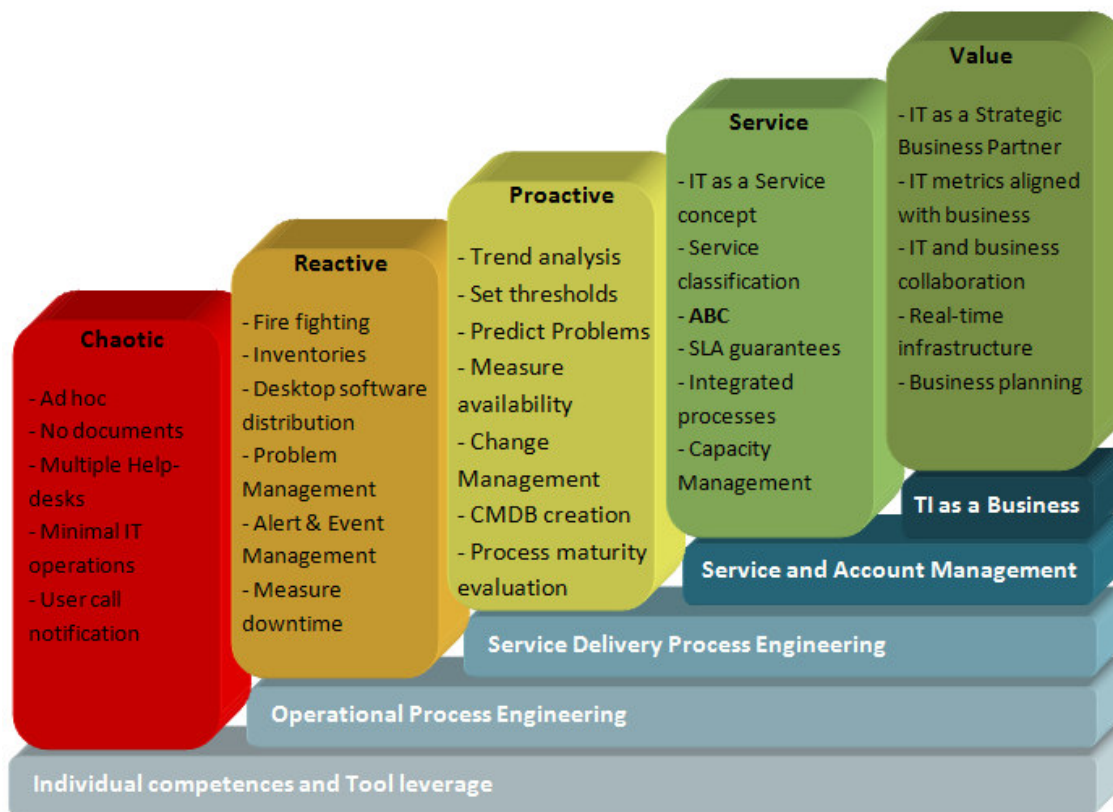 Chaotic
- Ad hoc
- No documents
- Multiple Help-
desks
- Minimal IT
operations
- User call
notification
Reactive
- Fire fighting
- Inventories
- Desktop software
distribution
- Problem
Management
- Alert & Event
Management
- Measure
downtime
Proactive
- Trend analysis
- Set thresholds
- Predict Problems
- Measure
availability
- Change
Management
- CMDB creation
- Process maturity
evaluation
Service
- IT as a Service
concept
- Service
classification
- ABC
- SLA guarantees
- Integrated
processes
- Capacity
Management
Value
- IT as a Strategic
Business Partner
- IT metrics aligned
with business
- IT and business
collaboration
- Real-time
infrastructure
- Business planning
TI as a Business
Service and Account Management
Service Delivery Process Engineering
Operational Process Engineering
Individual competences and Tool leverage